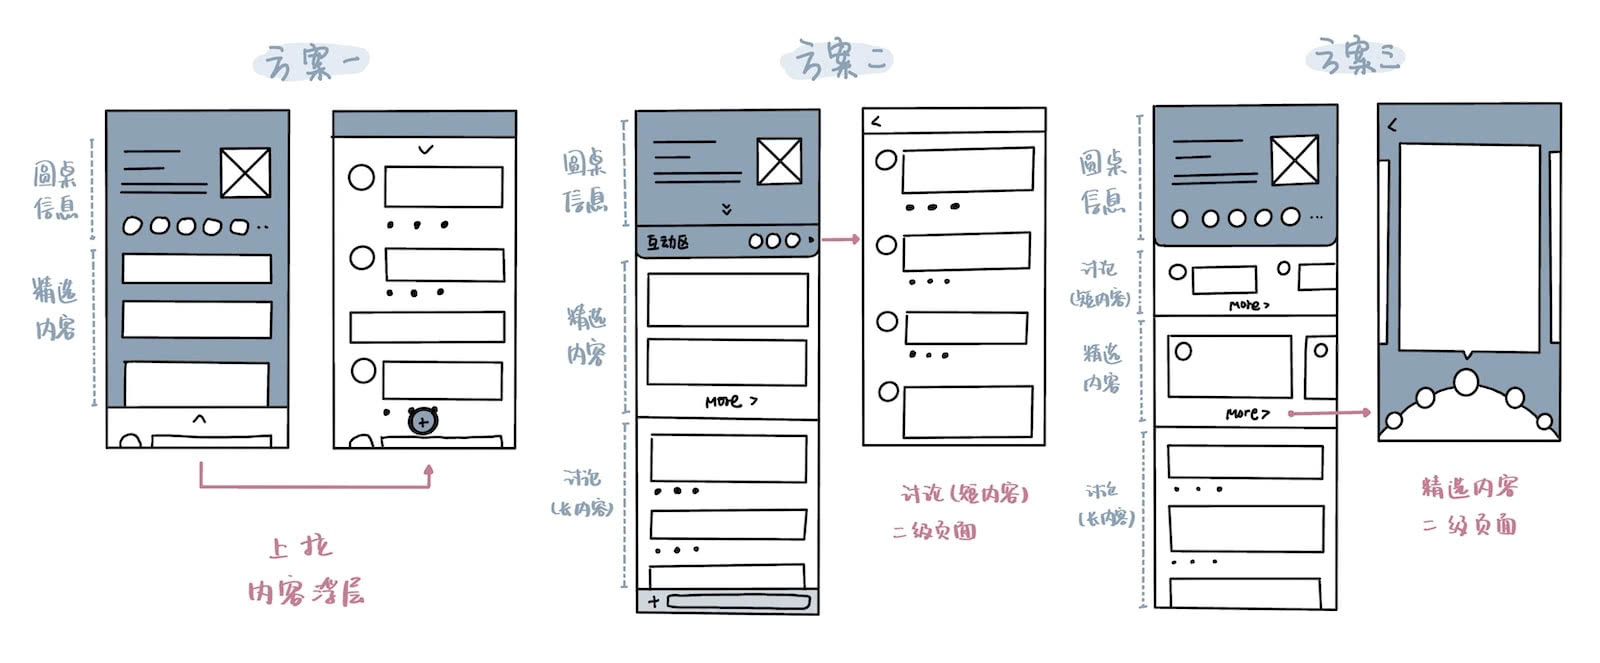 方案一
圆桌
信息
精选
内容
上拉
内容浮层
方案二
圆桌
信息
互动区
精选
内容
More >
讨论
(长内容)
+
讨论(短内容)
二级页面
方案三
圆桌
信息
讨论
(短内容)
More >
精选
内容
More >
讨论
(长内容)
精选内容
二级页面